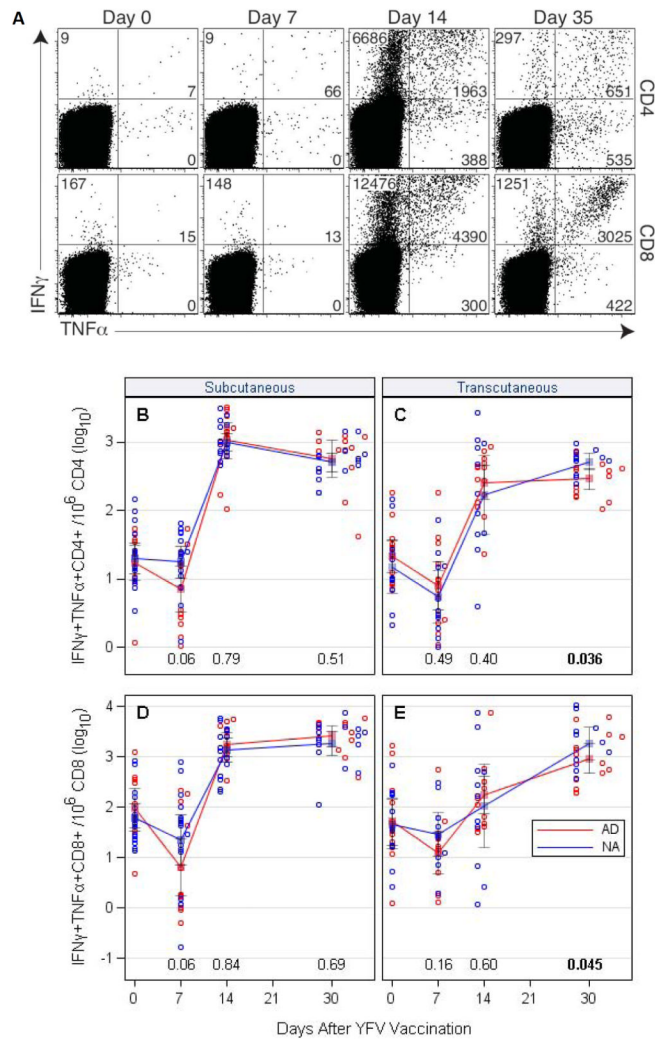 A
Day 0 Day 7 Day 14 Day 35
9 9 6686 297
7 66 1963 651
0 0 388 535
CD4
167 148 12476 1251
15 13 4390 3025
0 0 300 422
CD8
IFNγ
TNFα
Subcutaneous Transcutaneous
B C
IFNγ+TNFα+CD4+ /10⁶ CD4 (log₁₀)
3
2
1
0
0.06 0.79 0.51 0.49 0.40 0.036
D E
IFNγ+TNFα+CD8+ /10⁶ CD8 (log₁₀)
4
3
2
1
0
-1
AD
NA
0.06 0.84 0.69 0.16 0.60 0.045
0 7 14 21 30 0 7 14 21 30
Days After YFV Vaccination